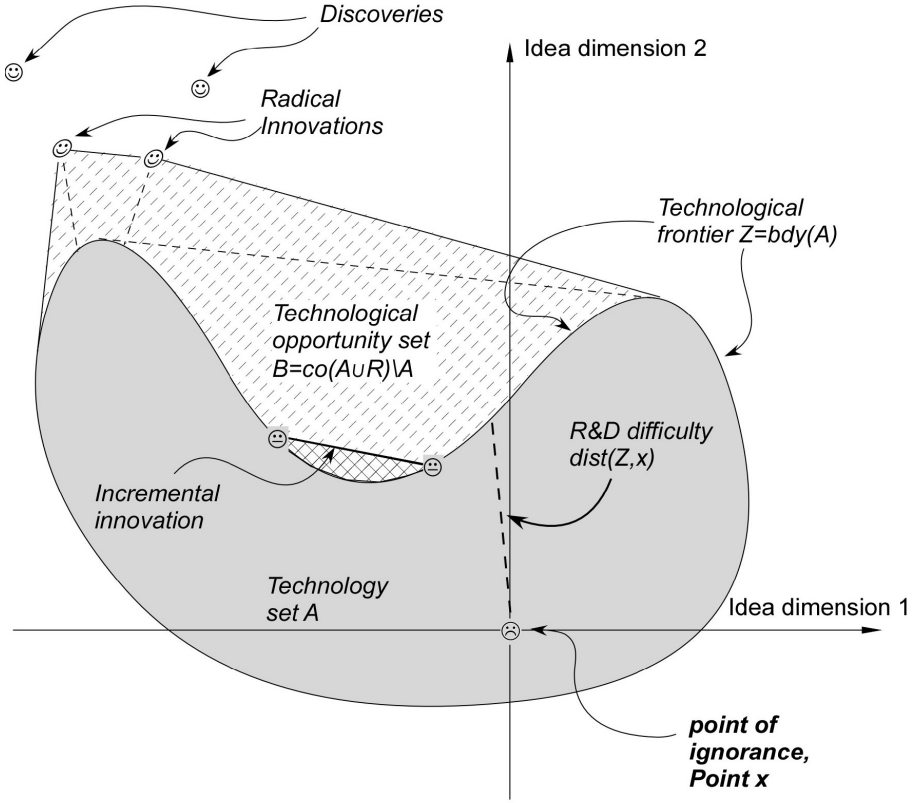 Discoveries
Idea dimension 2
Radical
Innovations
Technological
frontier Z=bdy(A)
Technological
opportunity set
B=co(A∪R)\A
R&D difficulty
dist(Z,x)
Incremental
innovation
Technology
set A
Idea dimension 1
point of
ignorance,
Point x